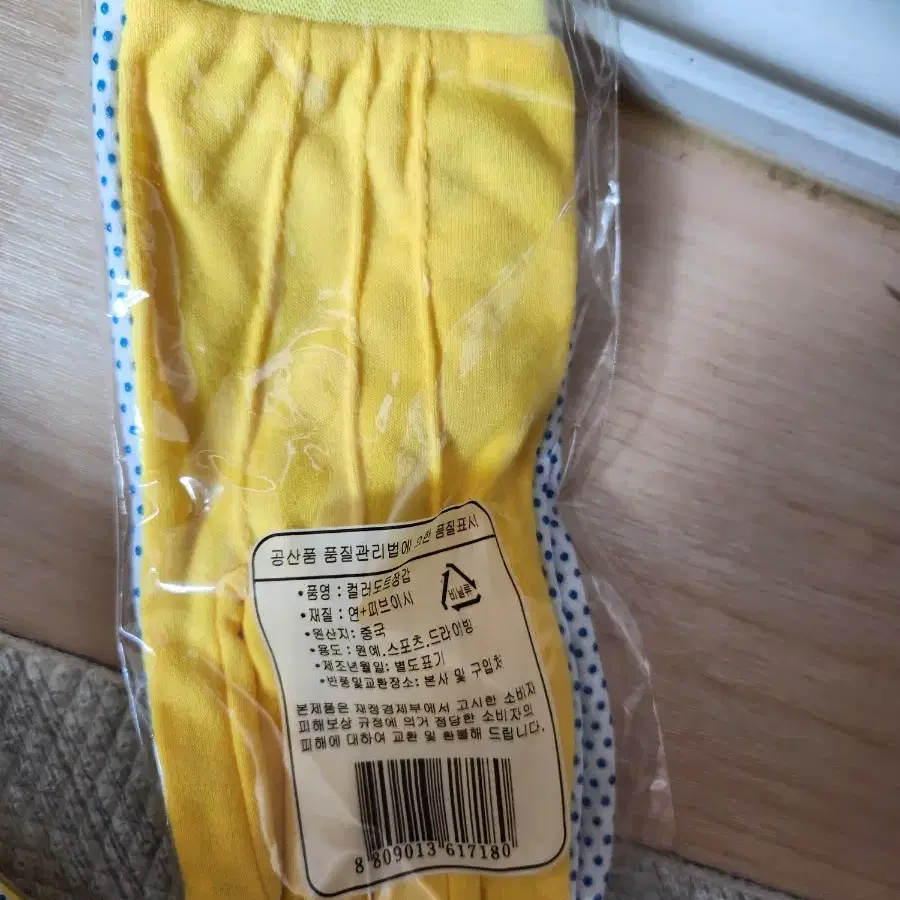 공산품 품질관리법에 의한 품질표시
•품명 : 컬러도트장갑
•재질 : 면+피브이시
•원산지: 중국
•용도 : 원예.스포츠.드라이빙
•제조년월일: 별도표기
•반품및교환장소: 본사 및 구입처
비닐류
본제품은 재정경제부에서 고시한 소비자
피해보상 규정에 의거 정당한 소비자의
피해에 대하여 교환 및 환불해 드립니다.
8 809013 617180